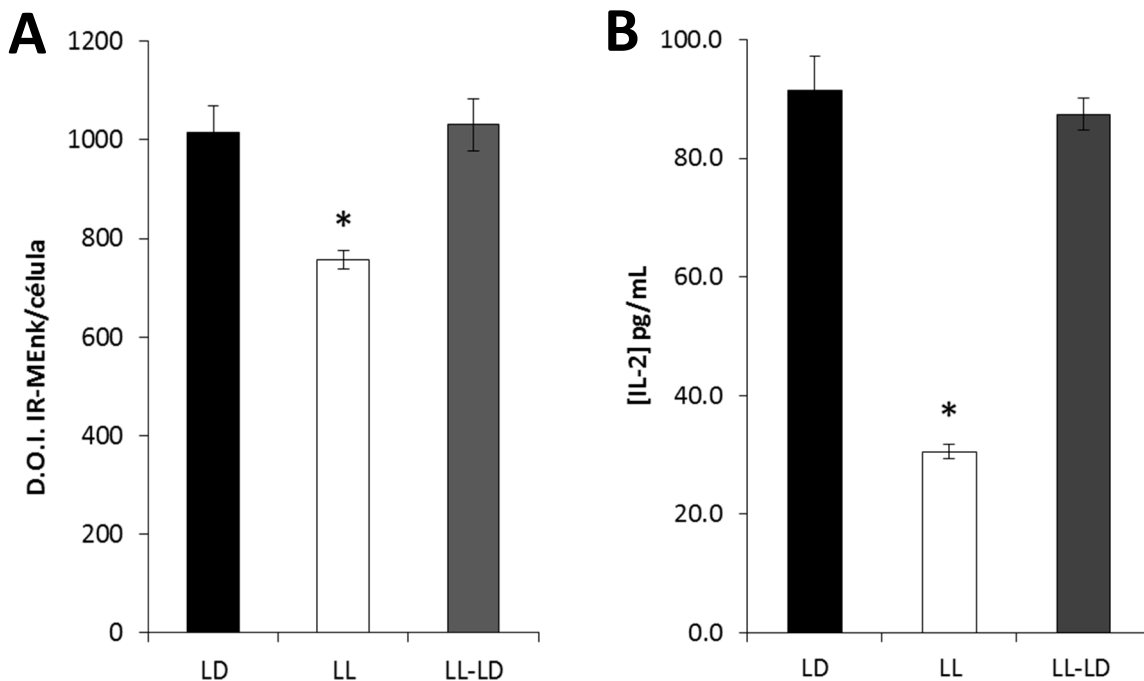 A
1200
1000
800
600
400
200
0
D.O.I. IR-MEnk/célula
*
LD
LL
LL-LD
B
100.0
80.0
60.0
40.0
20.0
0.0
[IL-2] pg/mL
*
LD
LL
LL-LD